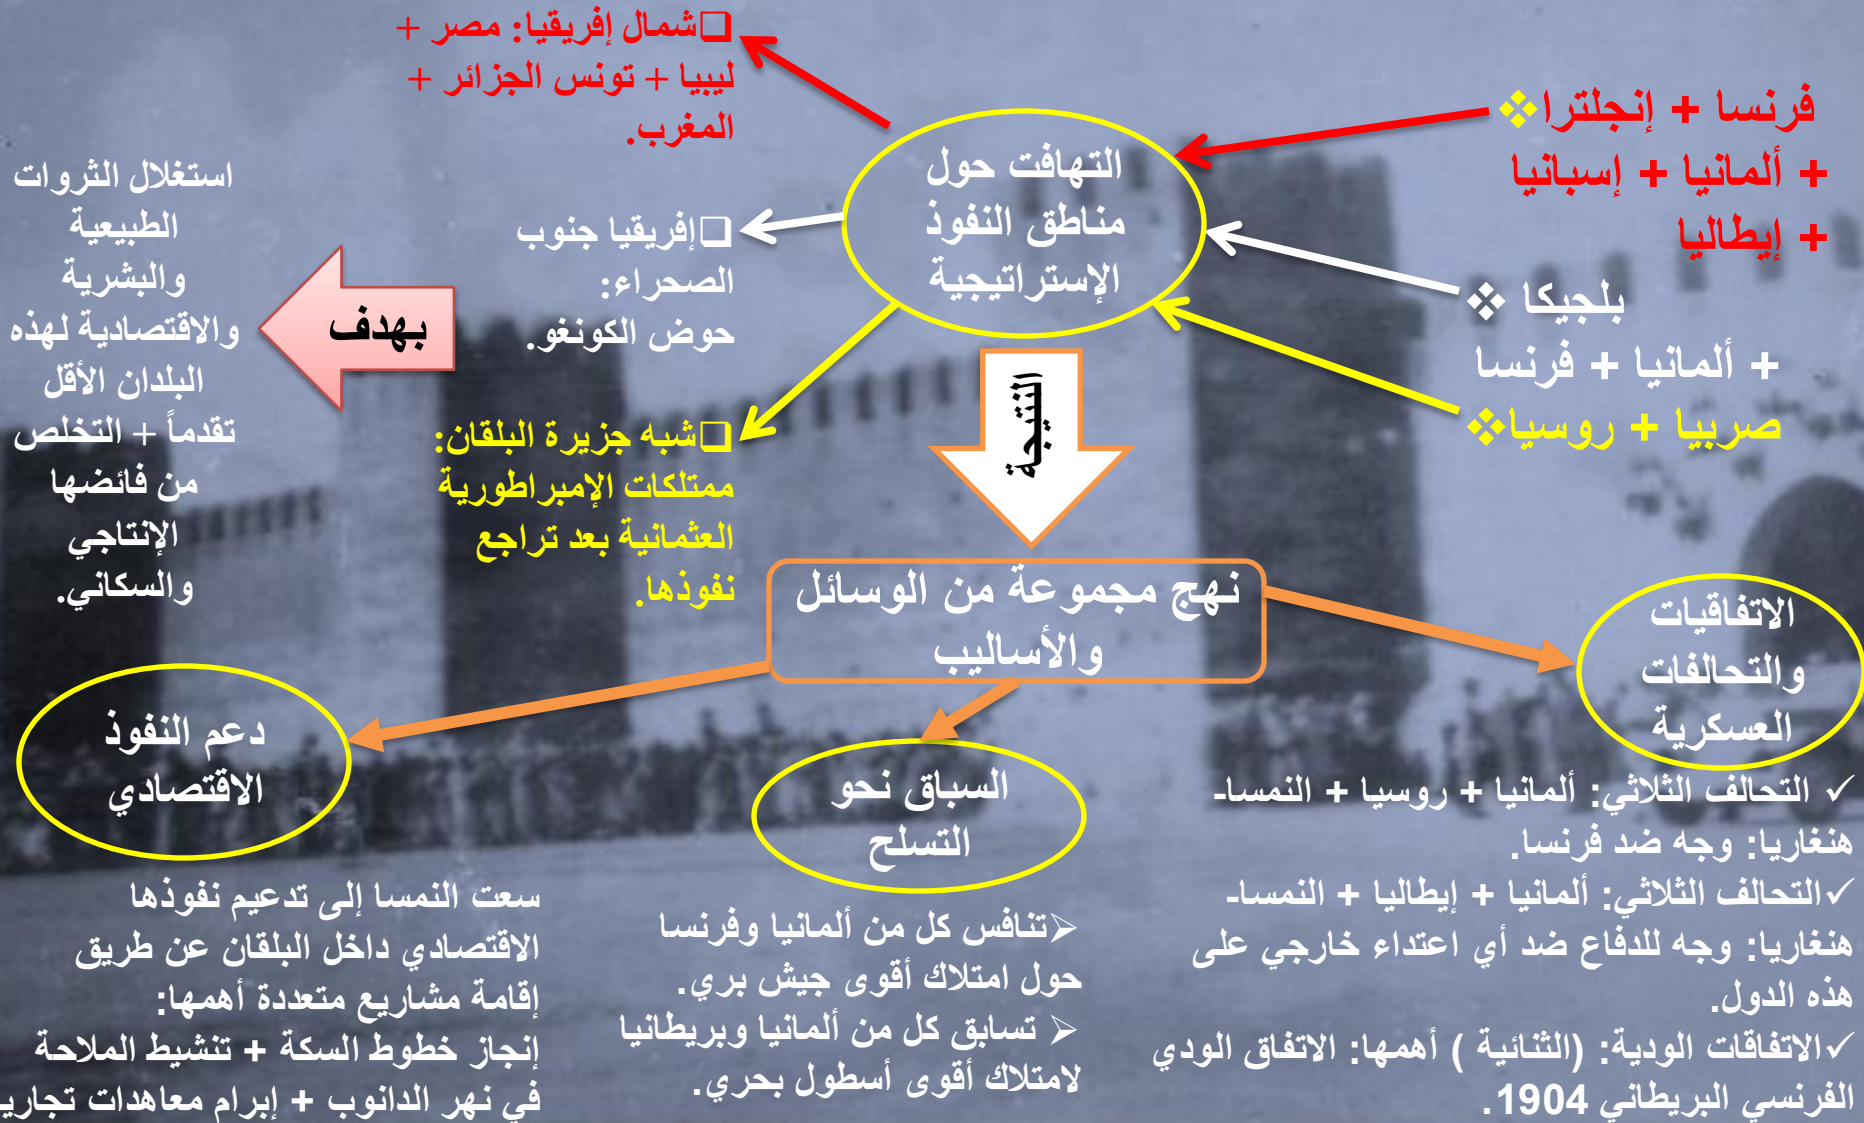 فرنسا + إنجلترا
+ ألمانيا + إسبانيا
+ إيطاليا
بلجيكا
+ ألمانيا + فرنسا
صربيا + روسيا
التهافت حول
مناطق النفوذ
الإستراتيجية
شمال إفريقيا: مصر +
ليبيا + تونس الجزائر +
المغرب.
إفريقيا جنوب
الصحراء:
حوض الكونغو.
شبه جزيرة البلقان:
ممتلكات الإمبراطورية
العثمانية بعد تراجع
نفوذها.
بهدف
استغلال الثروات
الطبيعية
والبشرية
والاقتصادية لهذه
البلدان الأقل
تقدماً + التخلص
من فائضها
الإنتاجي
والسكاني.
النتيجة
نهج مجموعة من الوسائل
والأساليب
الاتفاقيات
والتحالفات
العسكرية
✓ التحالف الثلاثي: ألمانيا + روسيا + النمسا-
هنغاريا: وجه ضد فرنسا.
✓ التحالف الثلاثي: ألمانيا + إيطاليا + النمسا-
هنغاريا: وجه للدفاع ضد أي اعتداء خارجي على
هذه الدول.
✓ الاتفاقات الودية: (الثنائية ) أهمها: الاتفاق الودي
الفرنسي البريطاني 1904.
السباق نحو
التسلح
تنافس كل من ألمانيا وفرنسا
حول امتلاك أقوى جيش بري.
تسابق كل من ألمانيا وبريطانيا
لامتلاك أقوى أسطول بحري.
دعم النفوذ
الاقتصادي
سعت النمسا إلى تدعيم نفوذها
الاقتصادي داخل البلقان عن طريق
إقامة مشاريع متعددة أهمها:
إنجاز خطوط السكة + تنشيط الملاحة
في نهر الدانوب + إبرام معاهدات تجاري